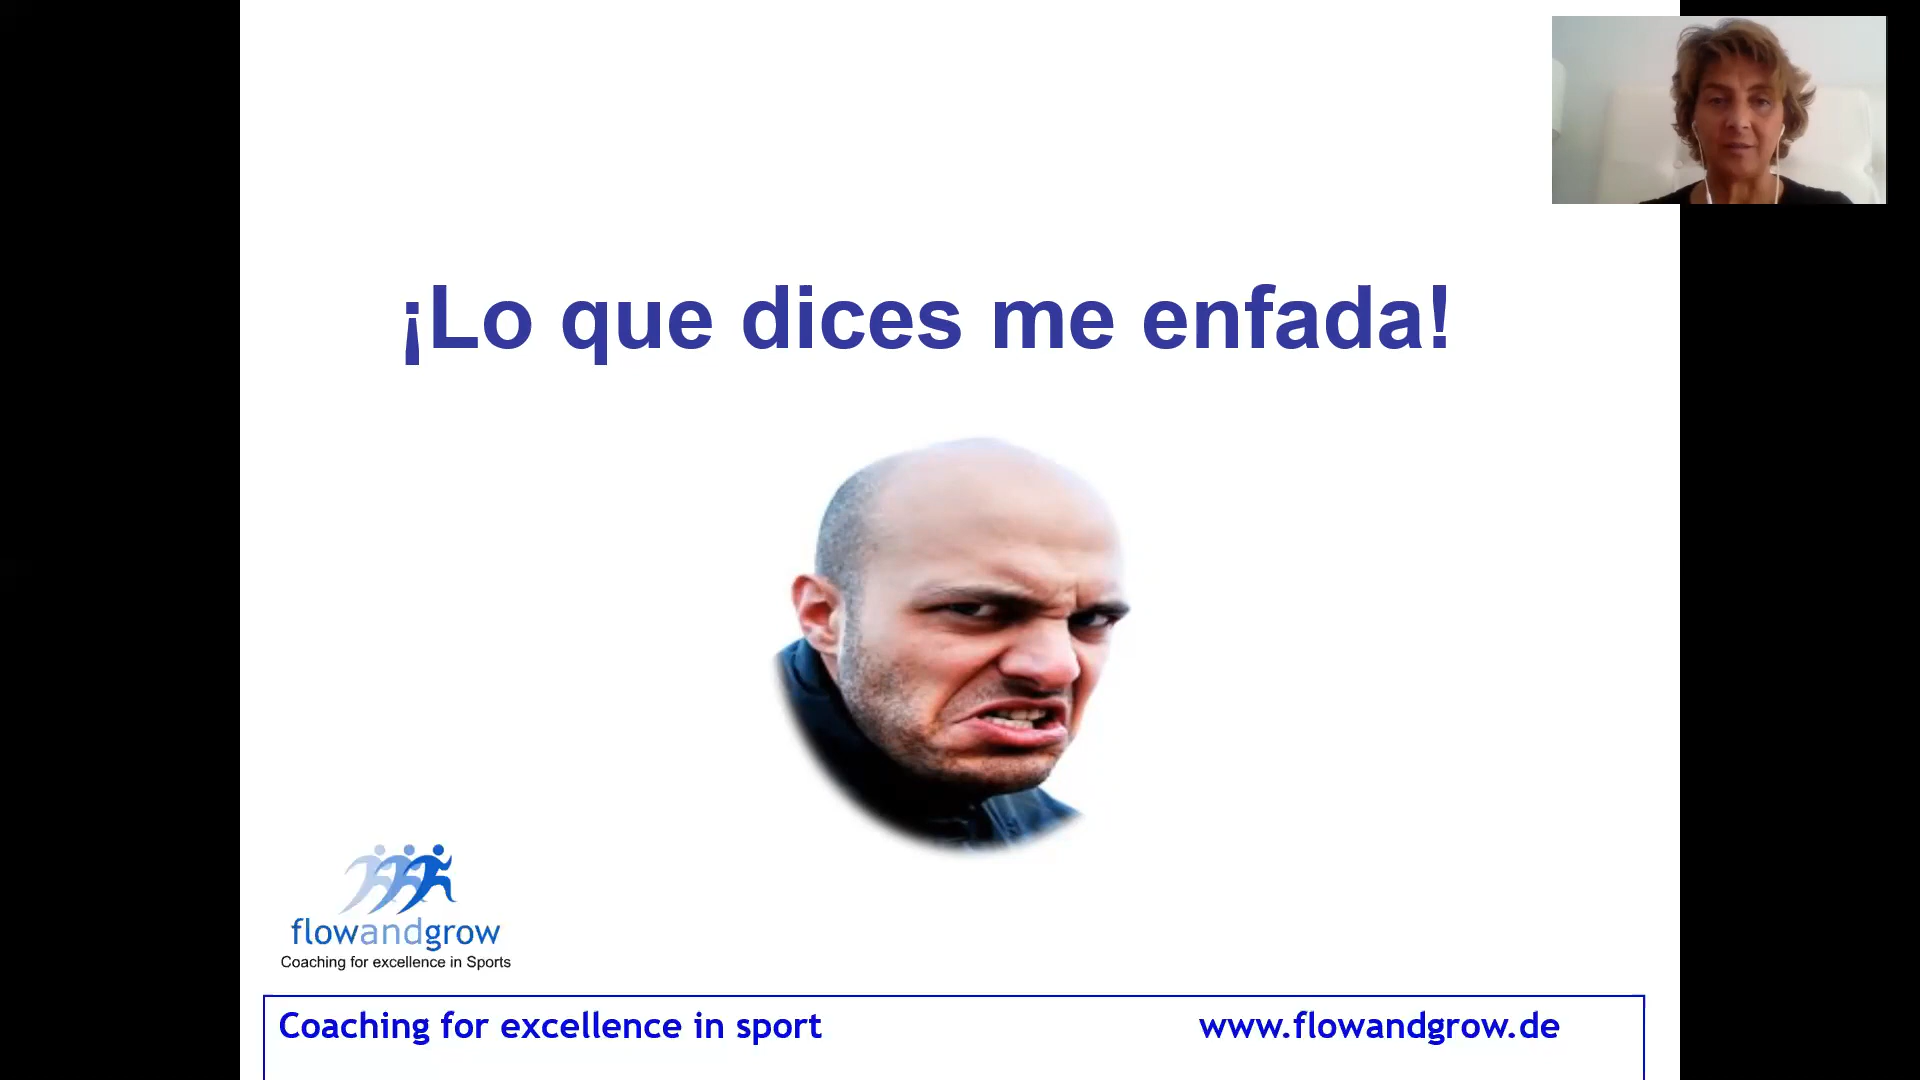 ¡Lo que dices me enfada!
flowandgrow
Coaching for excellence in Sports
Coaching for excellence in sport
www.flowandgrow.de